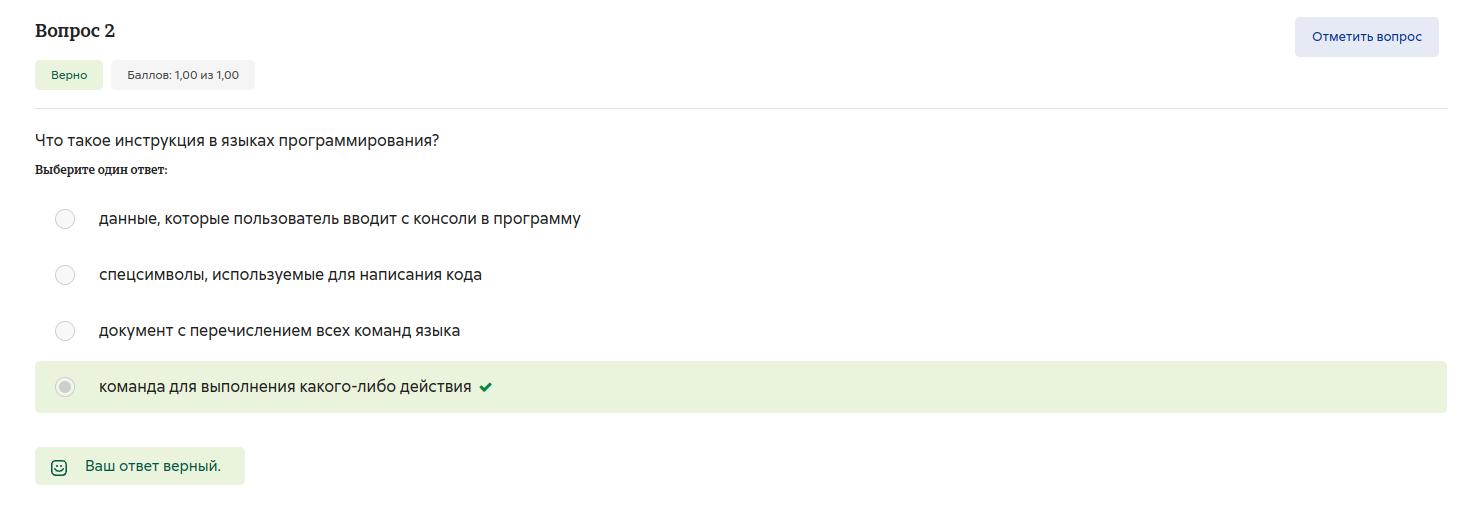 Вопрос 2
Отметить вопрос
Верно
Баллов: 1,00 из 1,00
Что такое инструкция в языках программирования?
Выберите один ответ:
данные, которые пользователь вводит с консоли в программу
спецсимволы, используемые для написания кода
документ с перечислением всех команд языка
команда для выполнения какого-либо действия
Ваш ответ верный.